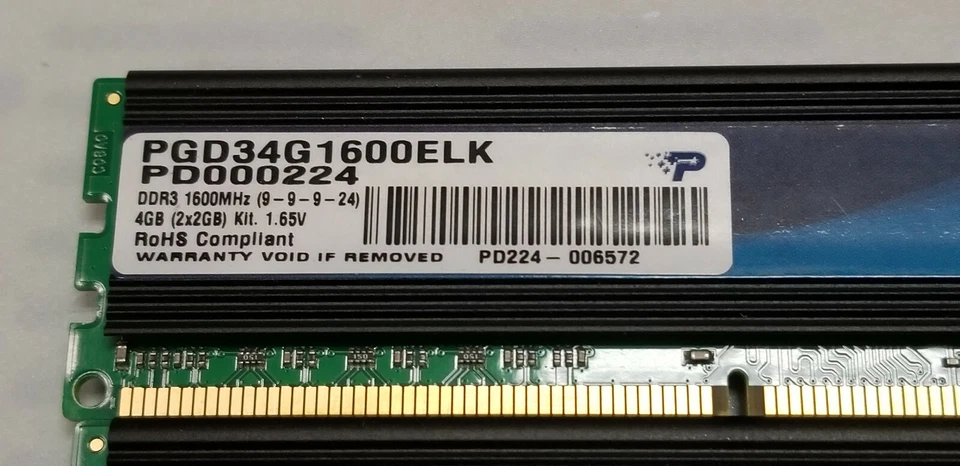 PGD34G1600ELK
PD000224
DDR3 1600MHz (9-9-9-24)
4GB (2x2GB) Kit. 1.65V
RoHS Compliant
WARRANTY VOID IF REMOVED PD224-006572
P